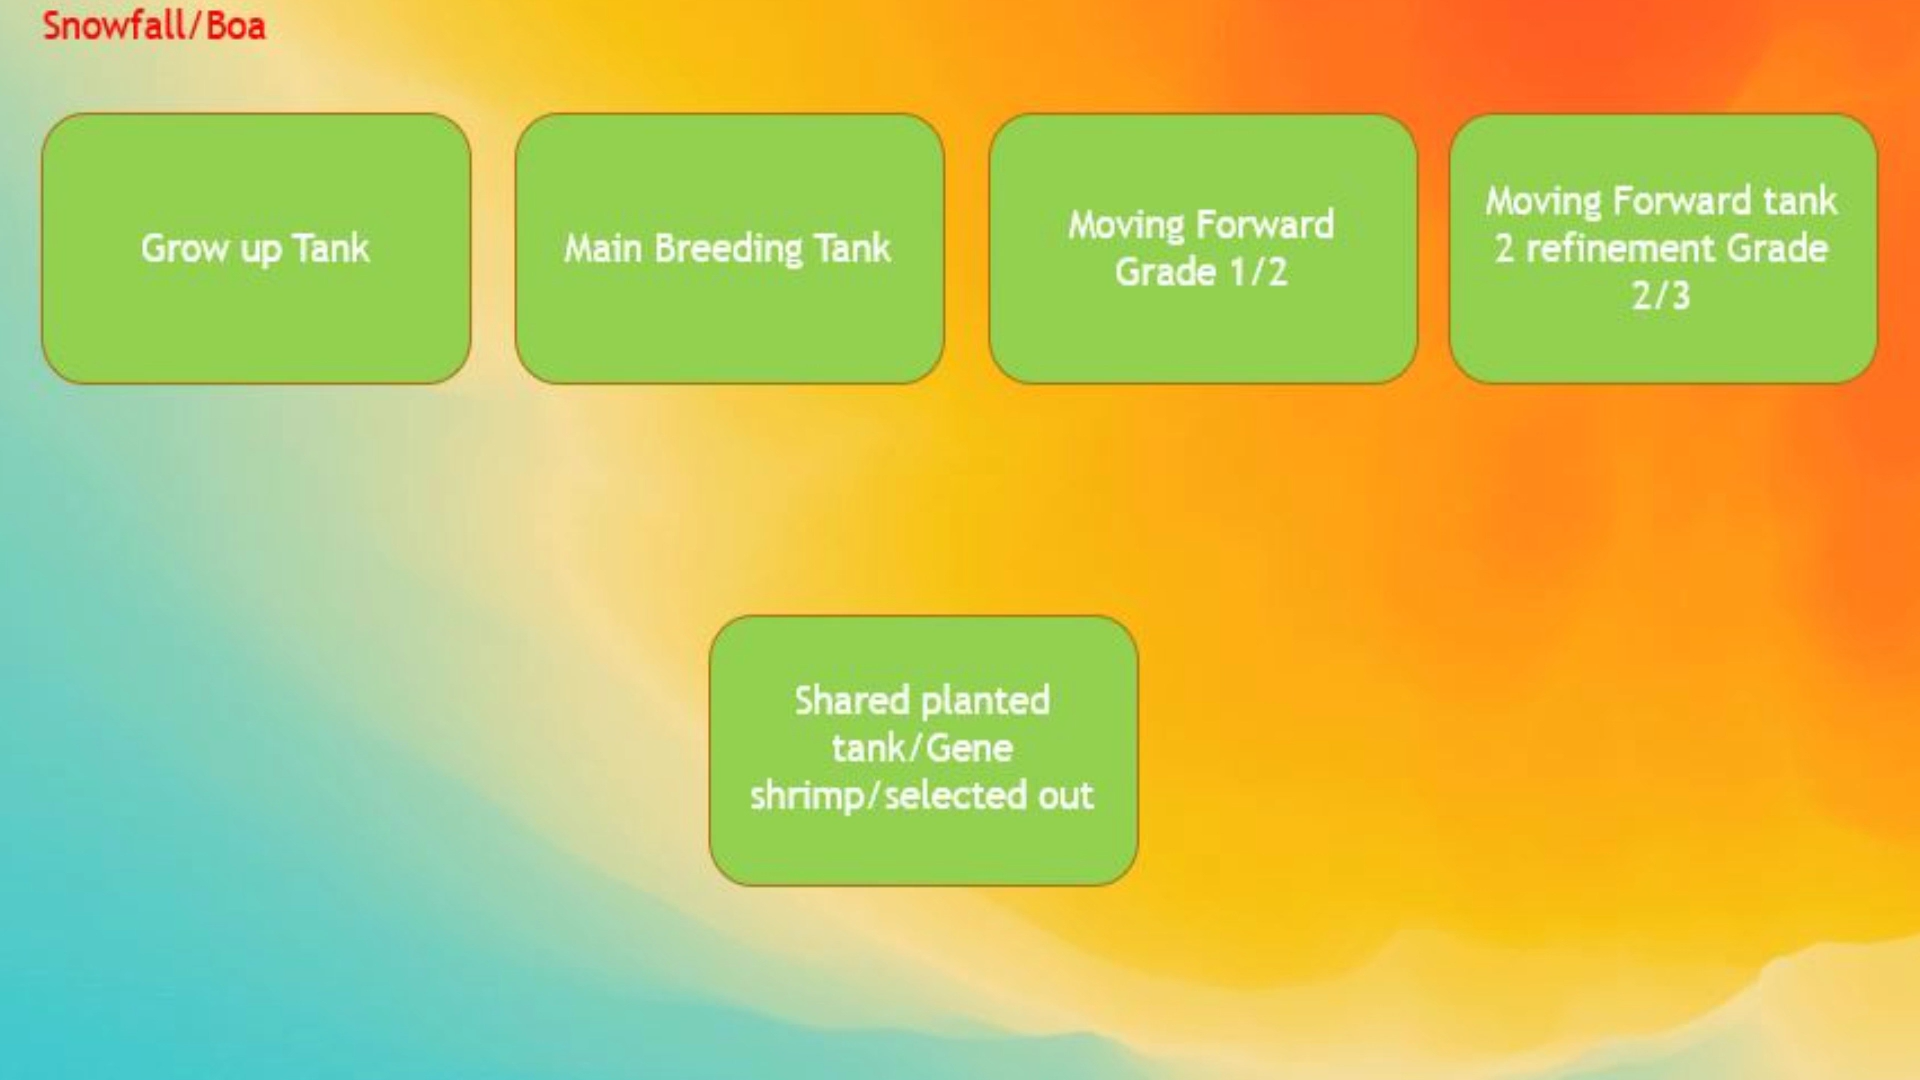 Snowfall/Boa
Grow up Tank
Main Breeding Tank
Moving Forward
Grade 1/2
Moving Forward tank
2 refinement Grade
2/3
Shared planted
tank/Gene
shrimp/selected out